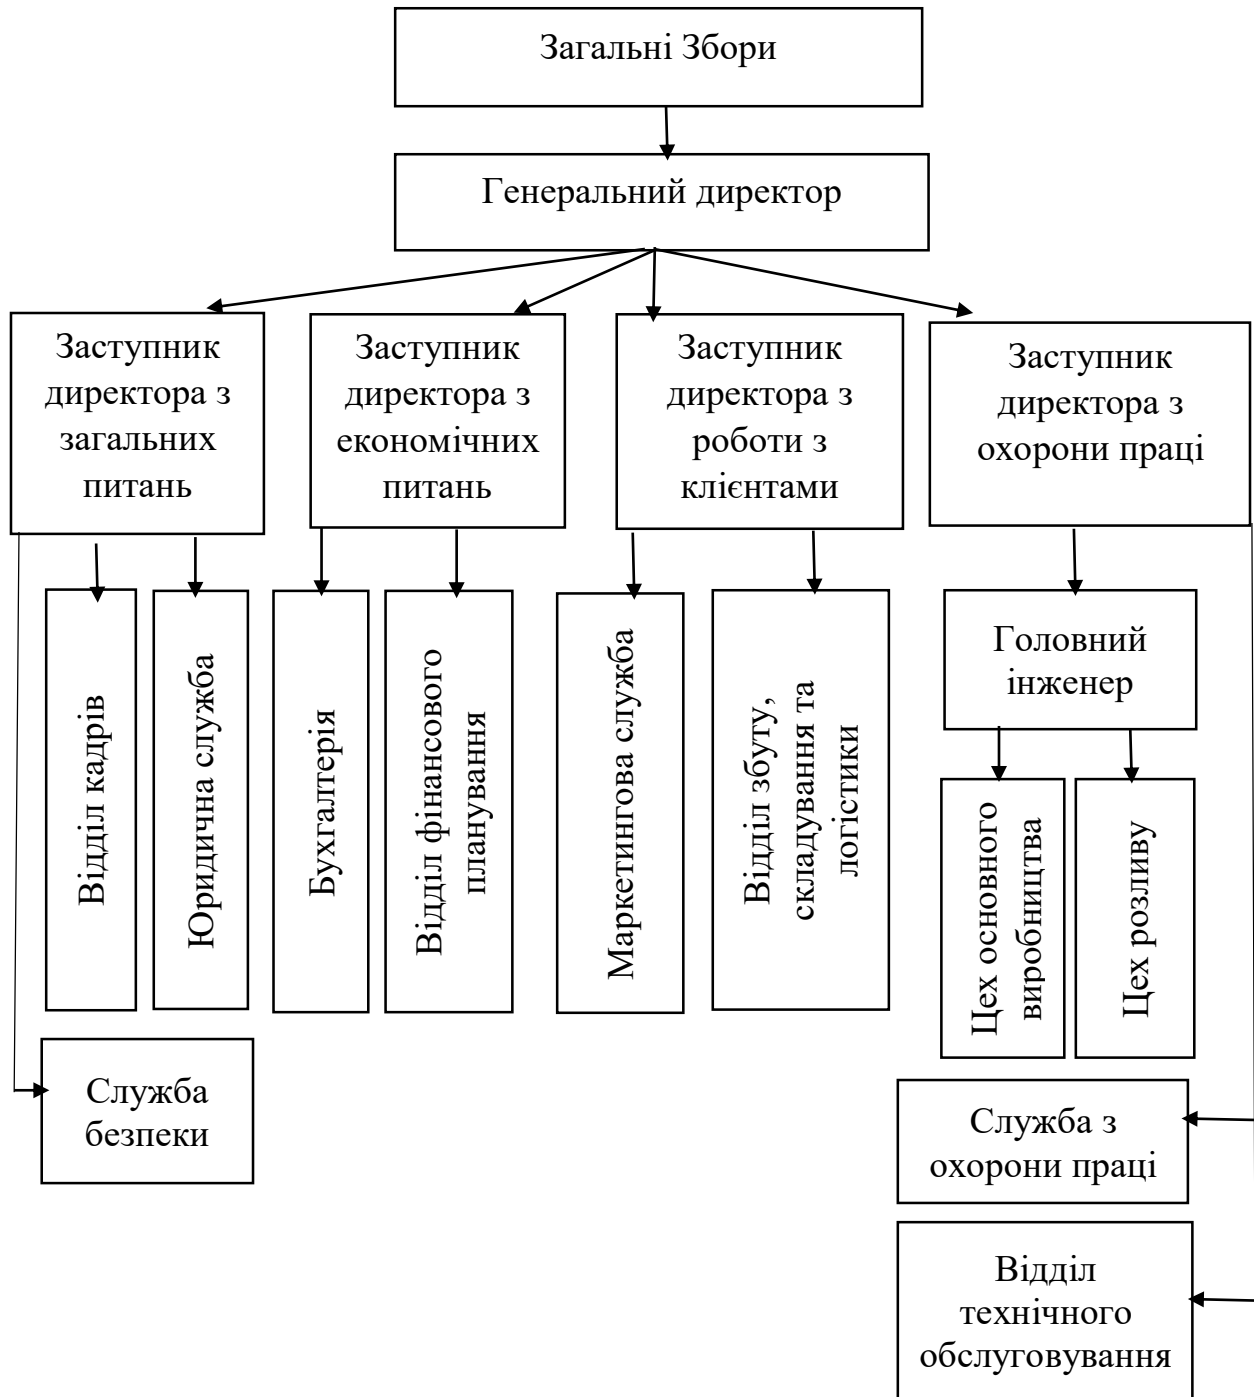 Загальні Збори
Генеральний директор
Заступник
директора з
загальних
питань
Заступник
директора з
економічних
питань
Заступник
директора з
роботи з
клієнтами
Заступник
директора з
охорони праці
Відділ кадрів
Юридична служба
Бухгалтерія
Відділ фінансового
планування
Маркетингова служба
Відділ збуту,
складування та
логістики
Головний
інженер
Цех основного
виробництва
Цех розливу
Служба
безпеки
Служба з
охорони праці
Відділ
технічного
обслуговування